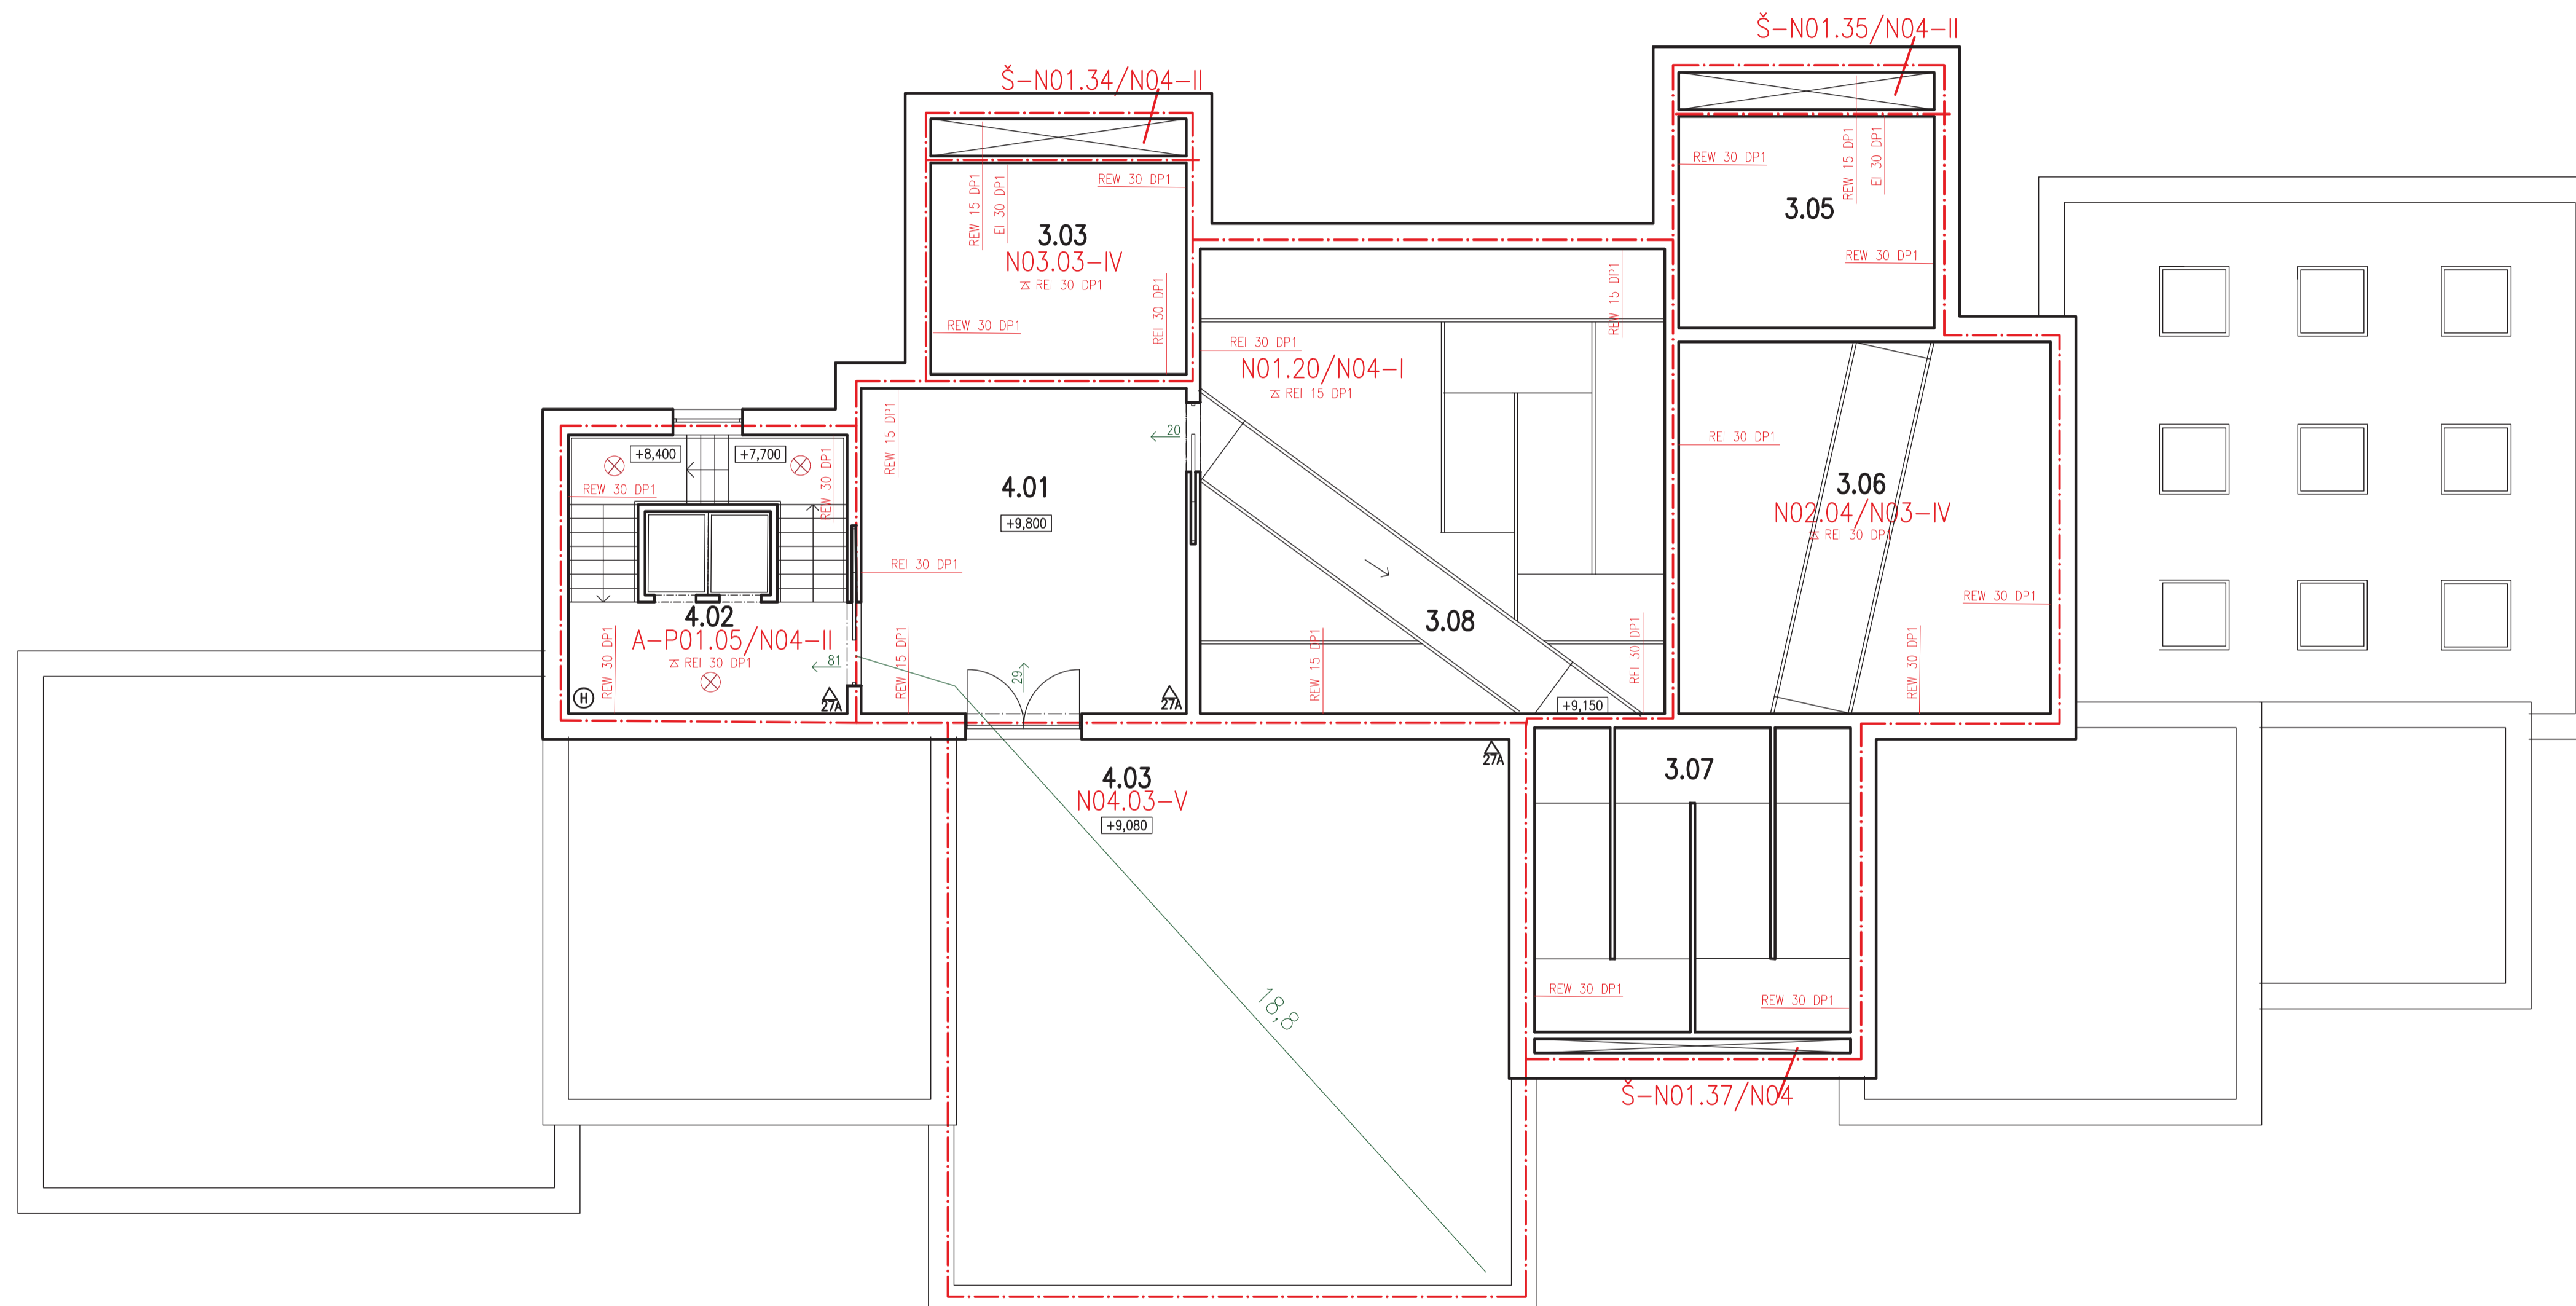 Š-N01.35/N04-II
Š-N01.34/N04-II
REW 30 DP1
REW 15 DP1
EI 30 DP1
REW 30 DP1
REW 15 DP1
EI 30 DP1
3.05
3.03
N03.03-IV
REI 30 DP1
REW 30 DP1
REW 15 DP1
REI 30 DP1
REW 30 DP1
REI 30 DP1
N01.20/N04-I
REI 15 DP1
REW 15 DP1
20
REI 30 DP1
+8,400
+7,700
REW 30 DP1
REW 30 DP1
4.01
+9,800
3.06
N02.04/N03-IV
REI 30 DP1
REI 30 DP1
REW 30 DP1
4.02
A-P01.05/N04-II
REI 30 DP1
81
3.08
REW 30 DP1
REW 15 DP1
29
REW 15 DP1
REI 30 DP1
REW 30 DP1
H
27A
27A
+9,150
27A
4.03
N04.03-V
+9,080
3.07
18,8
REW 30 DP1
REW 30 DP1
Š-N01.37/N04